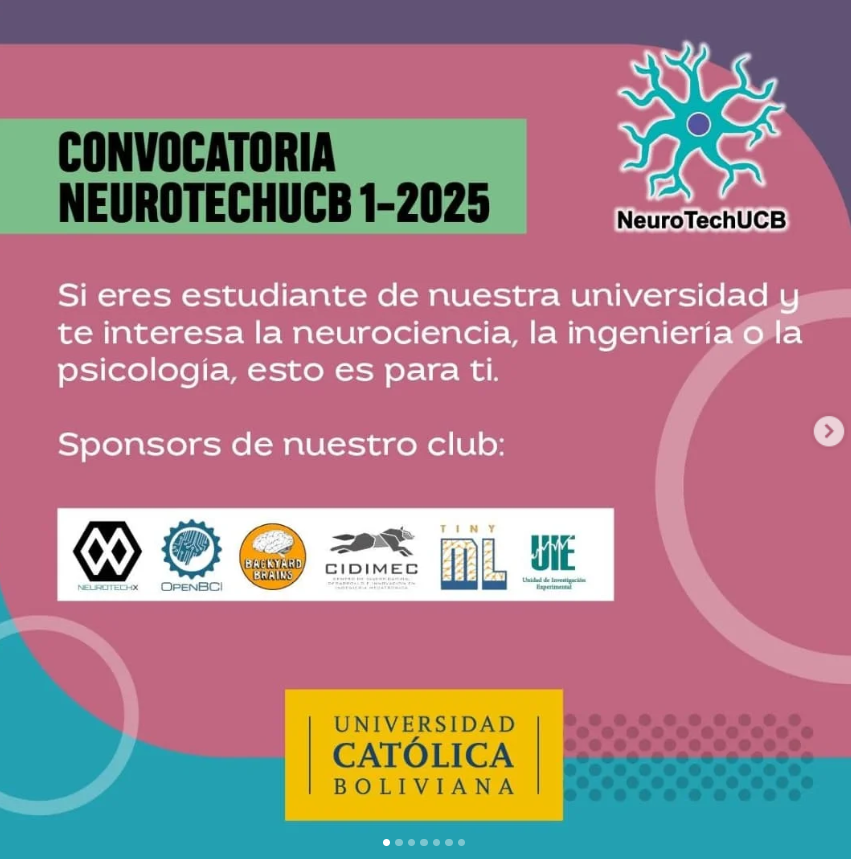 CONVOCATORIA
NEUROTECHUCB 1-2025
NeuroTechUCB
Si eres estudiante de nuestra universidad y
te interesa la neurociencia, la ingeniería o la
psicología, esto es para ti.
Sponsors de nuestro club:
NEUROTECHX
OPENBCI
BACKYARD
BRAINS
CIDIMEC
TINY
ML
UIE
Unidad de Investigación
Experimental
UNIVERSIDAD
CATÓLICA
BOLIVIANA